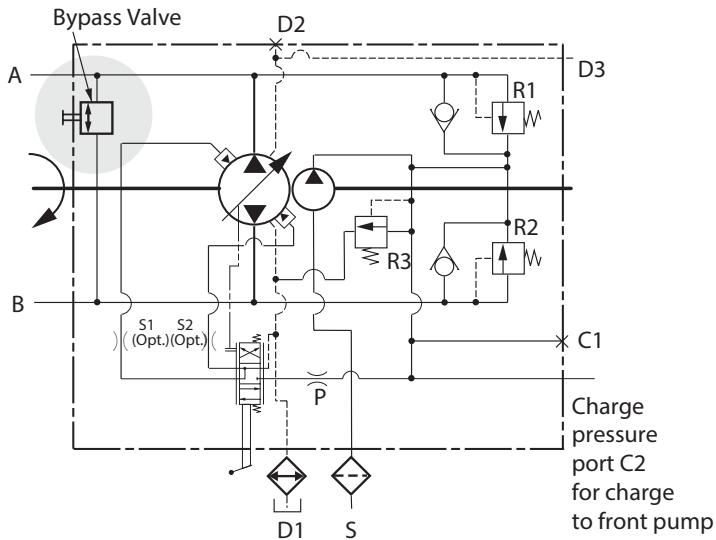 Bypass Valve
D2
D3
A
R1
R2
R3
B
S1
(Opt.)
S2
(Opt.)
C1
P
Charge
pressure
port C2
for charge
to front pump
D1
S